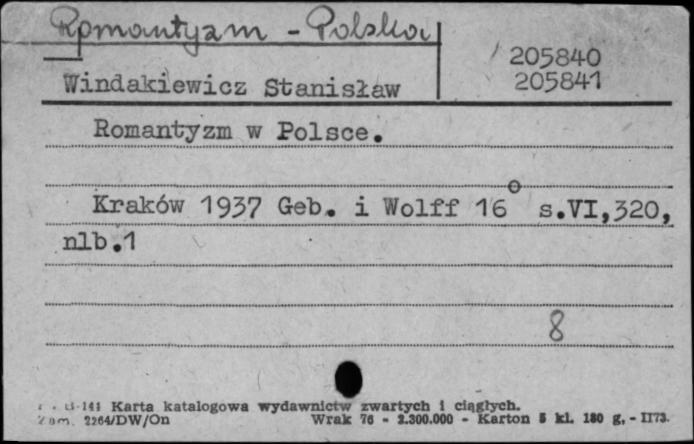 Romantyzm - Polska
205840
Windakiewicz Stanisław 205841
Romantyzm w Polsce.
Kraków 1937 Geb. i Wolff 16° s.VI,320,
nlb.1
8
141 Karta katalogowa wydawnictw zwartych i ciągłych.
2264/DW/On Wrak 76 - 2.300.000 - Karton 5 kl. 180 g. - II73.